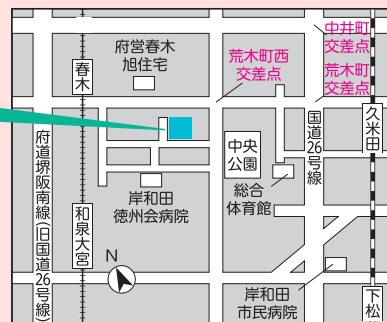 中井町
交差点
府営春木
旭住宅
荒木町西
交差点
荒木町
交差点
春木
久米田
府道堺阪南線(旧国道26号線)
国道26号線
中央
公園
総合
体育館
岸和田
徳州会病院
和泉大宮
N
岸和田
市民病院
下松